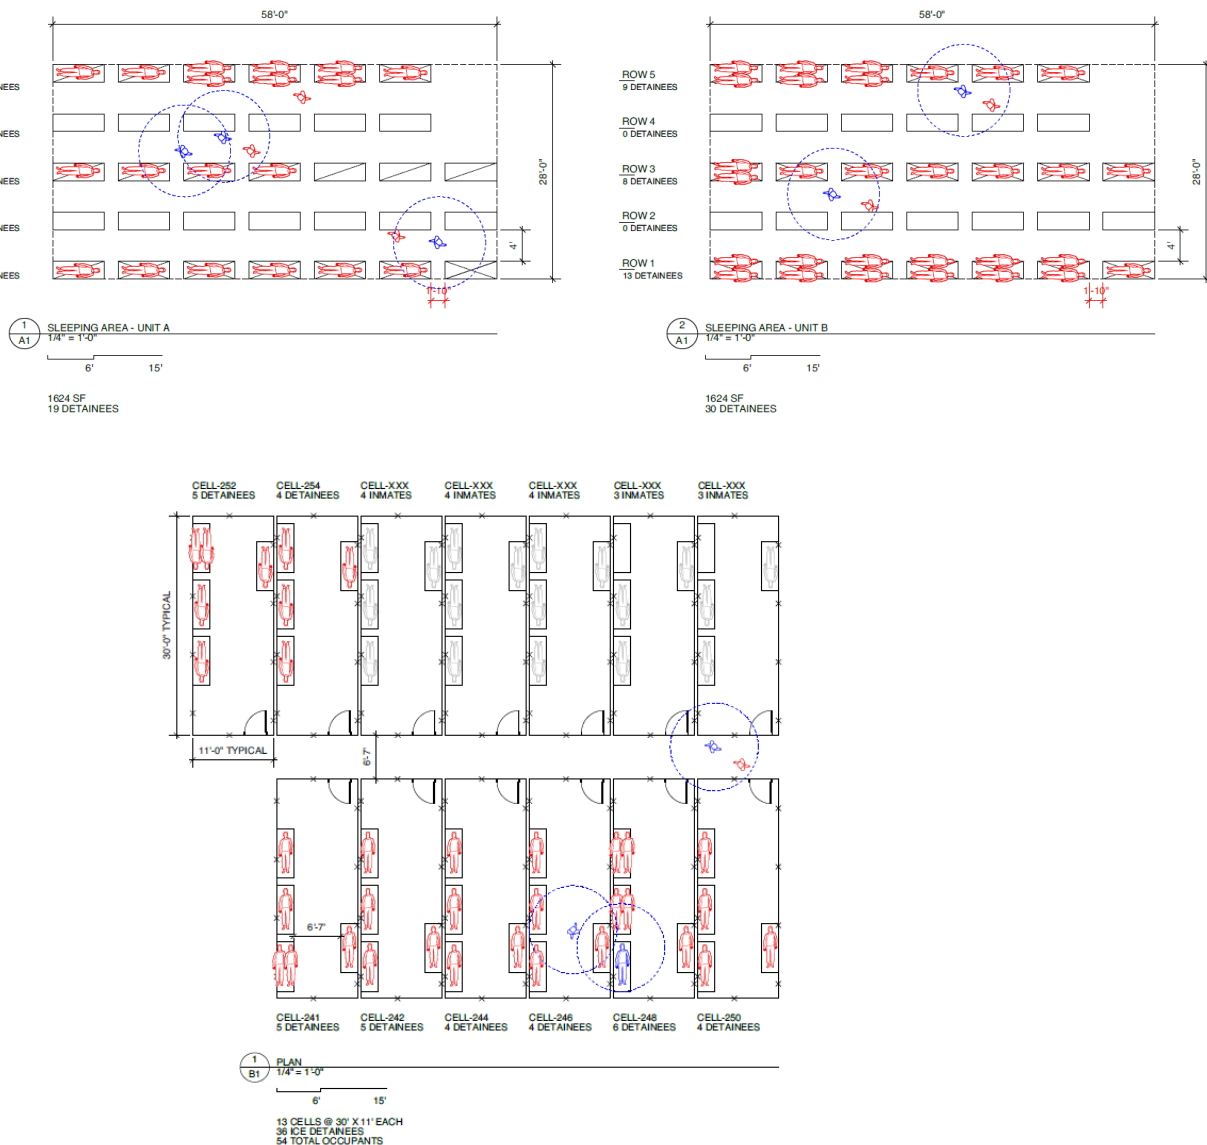 58'-0"
58'-0"
NEES
NEES
NEES
NEES
NEES
28'-0"
4'
1'-10"
ROW 5
9 DETAINEES
ROW 4
0 DETAINEES
ROW 3
8 DETAINEES
ROW 2
0 DETAINEES
ROW 1
13 DETAINEES
28'-0"
4'
1'-10"
1
A1
SLEEPING AREA - UNIT A
1/4" = 1'-0"
6' 15'
1624 SF
19 DETAINEES
2
A1
SLEEPING AREA - UNIT B
1/4" = 1'-0"
6' 15'
1624 SF
30 DETAINEES
CELL-252
5 DETAINEES
CELL-254
4 DETAINEES
CELL-XXX
4 INMATES
CELL-XXX
4 INMATES
CELL-XXX
4 INMATES
CELL-XXX
3 INMATES
CELL-XXX
3 INMATES
30'-0" TYPICAL
11'-0" TYPICAL
6'-7"
6'-7"
CELL-241
5 DETAINEES
CELL-242
5 DETAINEES
CELL-244
4 DETAINEES
CELL-246
4 DETAINEES
CELL-248
6 DETAINEES
CELL-250
4 DETAINEES
1
B1
PLAN
1/4" = 1'-0"
6' 15'
13 CELLS @ 30' X 11' EACH
36 ICE DETAINEES
54 TOTAL OCCUPANTS